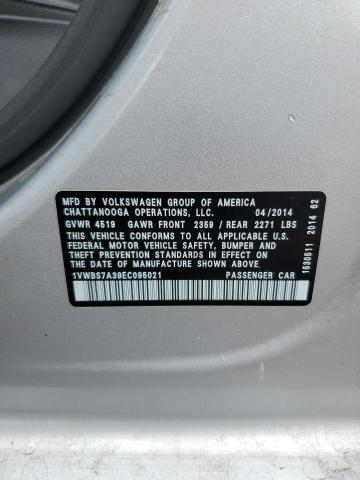 MFD BY VOLKSWAGEN GROUP OF AMERICA
CHATTANOOGA OPERATIONS, LLC. 04/2014
GVWR 4519 GAWR FRONT 2359 / REAR 2271 LBS
THIS VEHICLE CONFORMS TO ALL APPLICABLE U.S.
FEDERAL MOTOR VEHICLE SAFETY, BUMPER AND
THEFT PREVENTION STANDARDS IN EFFECT ON THE
DATE OF MANUFACTURE SHOWN ABOVE
1VWBS7A39EC095021 PASSENGER CAR
1630611 2014 62